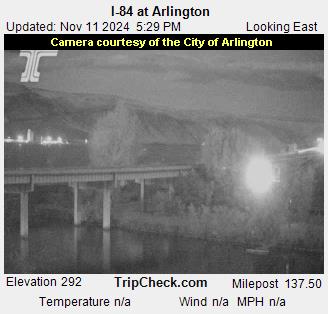 I-84 at Arlington
Updated: Nov 11 2024 5:29 PM Looking East
Camera courtesy of the City of Arlington
Elevation 292 TripCheck.com Milepost 137.50
Temperature n/a Wind n/a MPH n/a